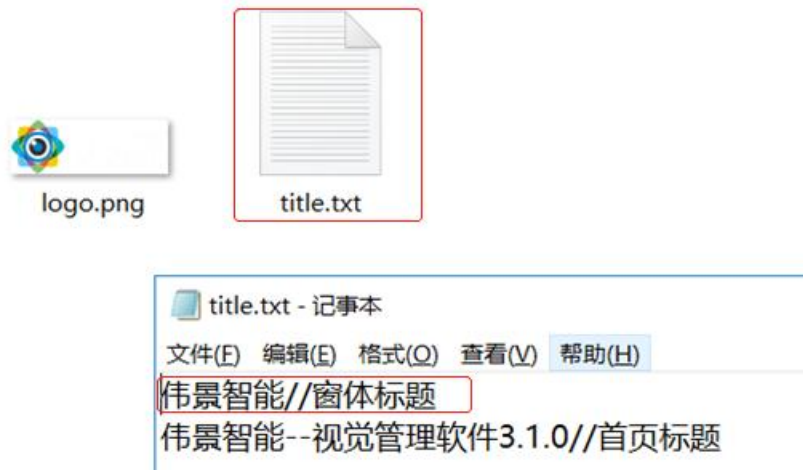 logo.png
title.txt
title.txt - 记事本
文件(F) 编辑(E) 格式(O) 查看(V) 帮助(H)
伟景智能//窗体标题
伟景智能--视觉管理软件3.1.0//首页标题